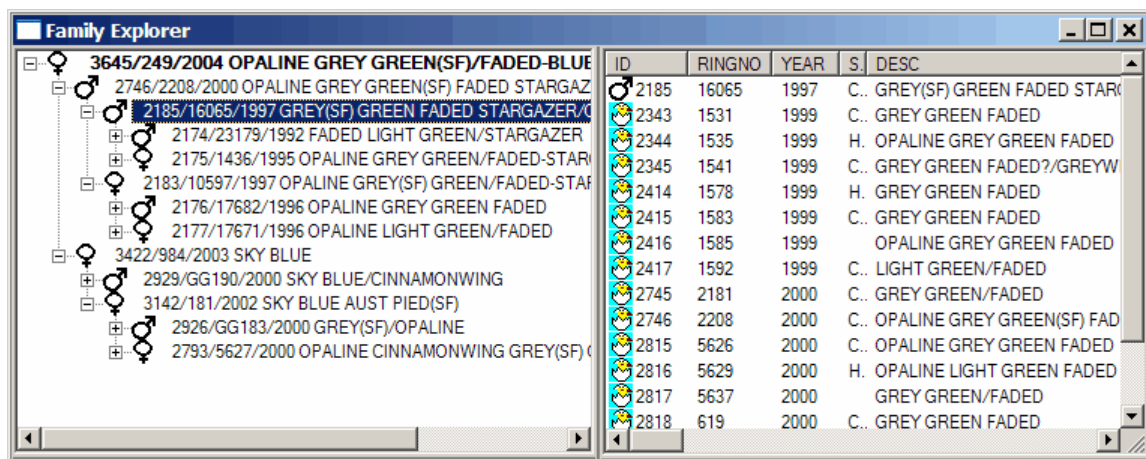 Family Explorer
3645/249/2004 OPALINE GREY GREEN(SF)/FADED-BLUE
2746/2208/2000 OPALINE GREY GREEN(SF) FADED STARGAZ
2185/16065/1997 GREY(SF) GREEN FADED STARGAZER/
2174/23179/1992 FADED LIGHT GREEN/STARGAZER
2175/1436/1995 OPALINE GREY GREEN/FADED-STAR
2183/10597/1997 OPALINE GREY(SF) GREEN/FADED-STA
2176/17682/1996 OPALINE GREY GREEN FADED
2177/17671/1996 OPALINE LIGHT GREEN/FADED
3422/984/2003 SKY BLUE
2929/GG190/2000 SKY BLUE/CINNAMONWING
3142/181/2002 SKY BLUE AUST PIED(SF)
2926/GG183/2000 GREY(SF)/OPALINE
2793/5627/2000 OPALINE CINNAMONWING GREY(SF)
ID RINGNO YEAR S. DESC
2185 16065 1997 C.. GREY(SF) GREEN FADED STAR
2343 1531 1999 C.. GREY GREEN FADED
2344 1535 1999 H. OPALINE GREY GREEN FADED
2345 1541 1999 C.. GREY GREEN FADED?/GREYW
2414 1578 1999 H. GREY GREEN FADED
2415 1583 1999 C.. GREY GREEN FADED
2416 1585 1999 OPALINE GREY GREEN FADED
2417 1592 1999 C.. LIGHT GREEN/FADED
2745 2181 2000 C.. GREY GREEN/FADED
2746 2208 2000 C.. OPALINE GREY GREEN(SF) FAD
2815 5626 2000 C.. OPALINE GREY GREEN FADED
2816 5629 2000 H. OPALINE LIGHT GREEN FADED
2817 5637 2000 GREY GREEN/FADED
2818 619 2000 C.. GREY GREEN FADED